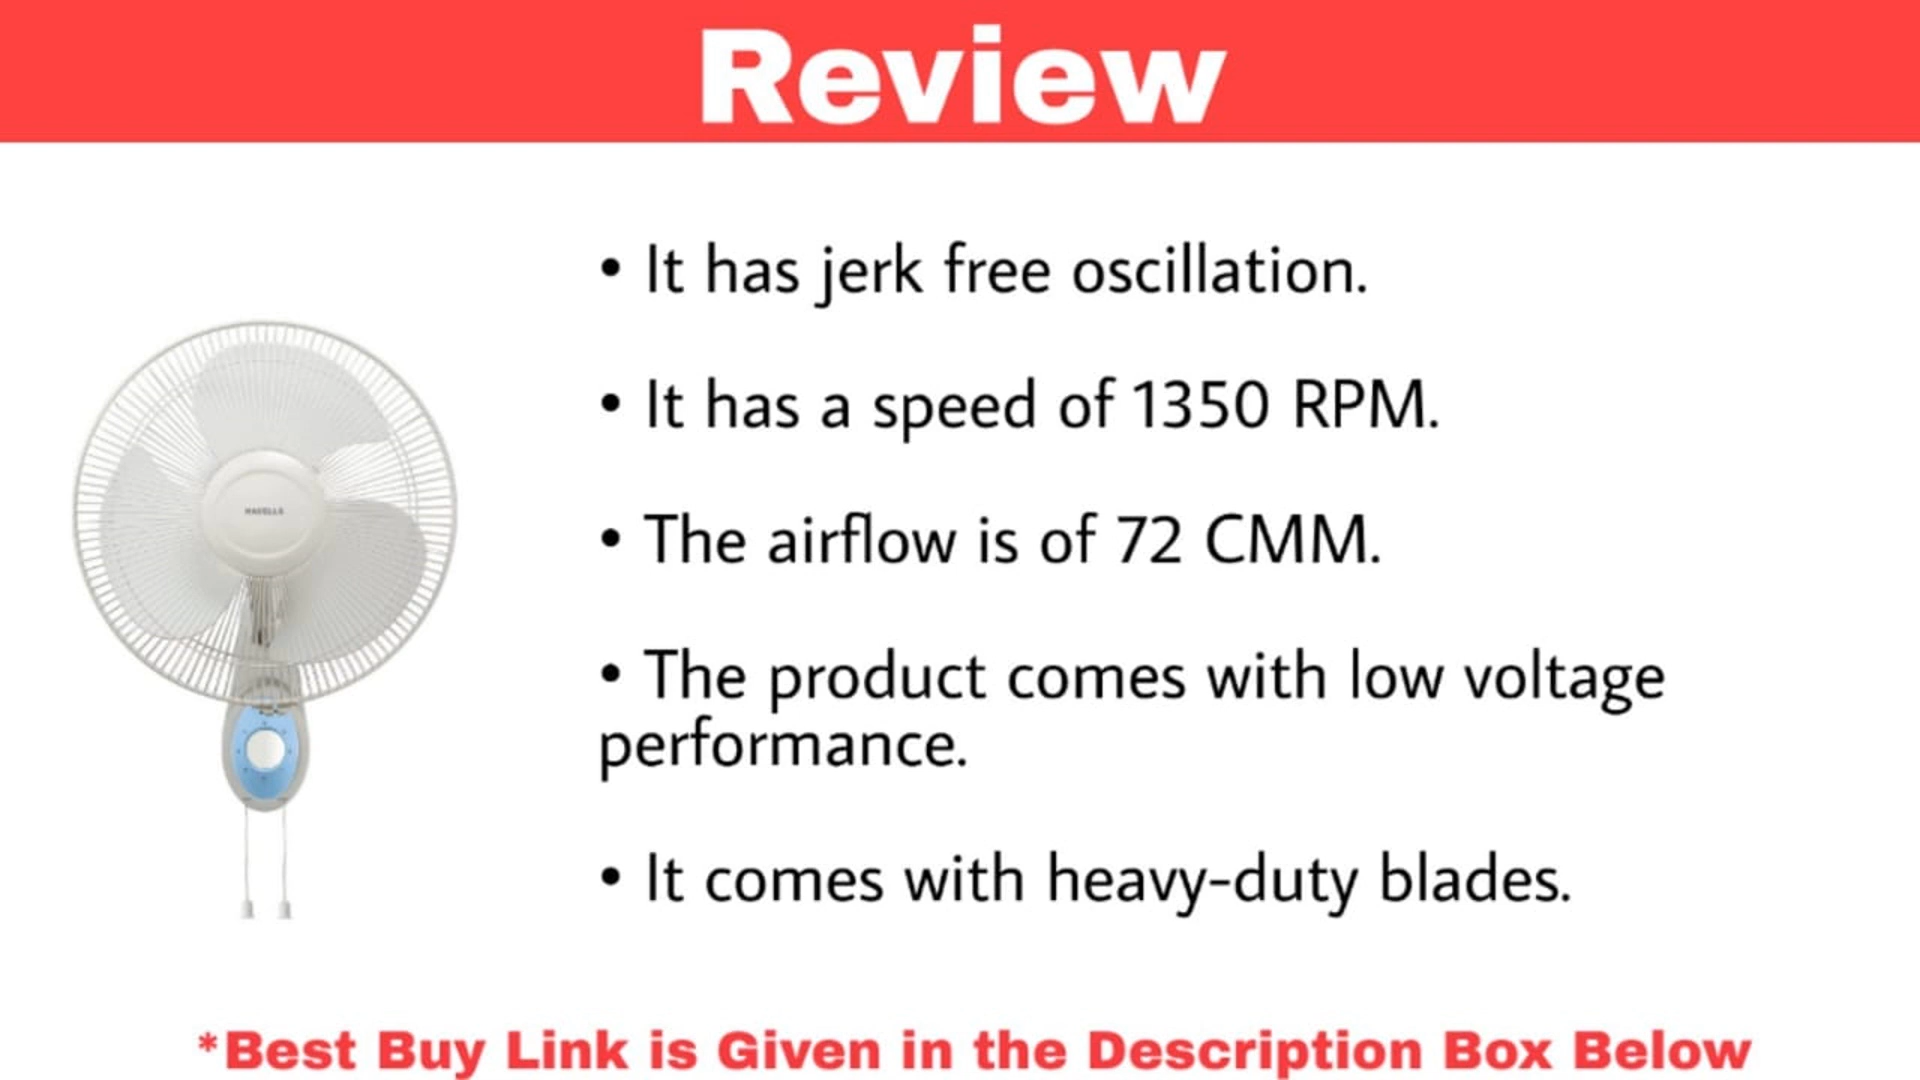 Review
• It has jerk free oscillation.
• It has a speed of 1350 RPM.
HAVELLS
• The airflow is of 72 CMM.
• The product comes with low voltage
performance.
• It comes with heavy-duty blades.
*Best Buy Link is Given in the Description Box Below